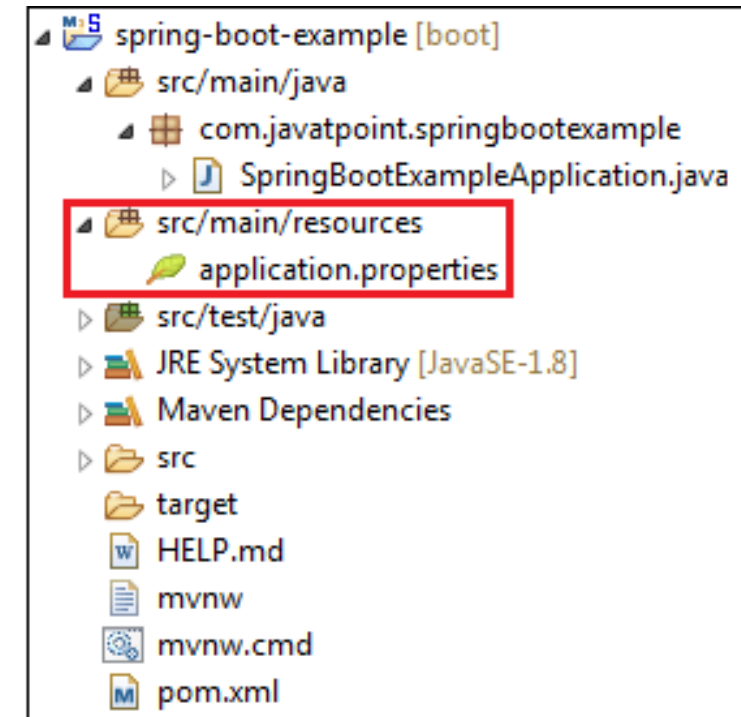 spring-boot-example [boot]
src/main/java
com.javatpoint.springbootexample
SpringBootExampleApplication.java
src/main/resources
application.properties
src/test/java
JRE System Library [JavaSE-1.8]
Maven Dependencies
src
target
HELP.md
mvnw
mvnw.cmd
pom.xml